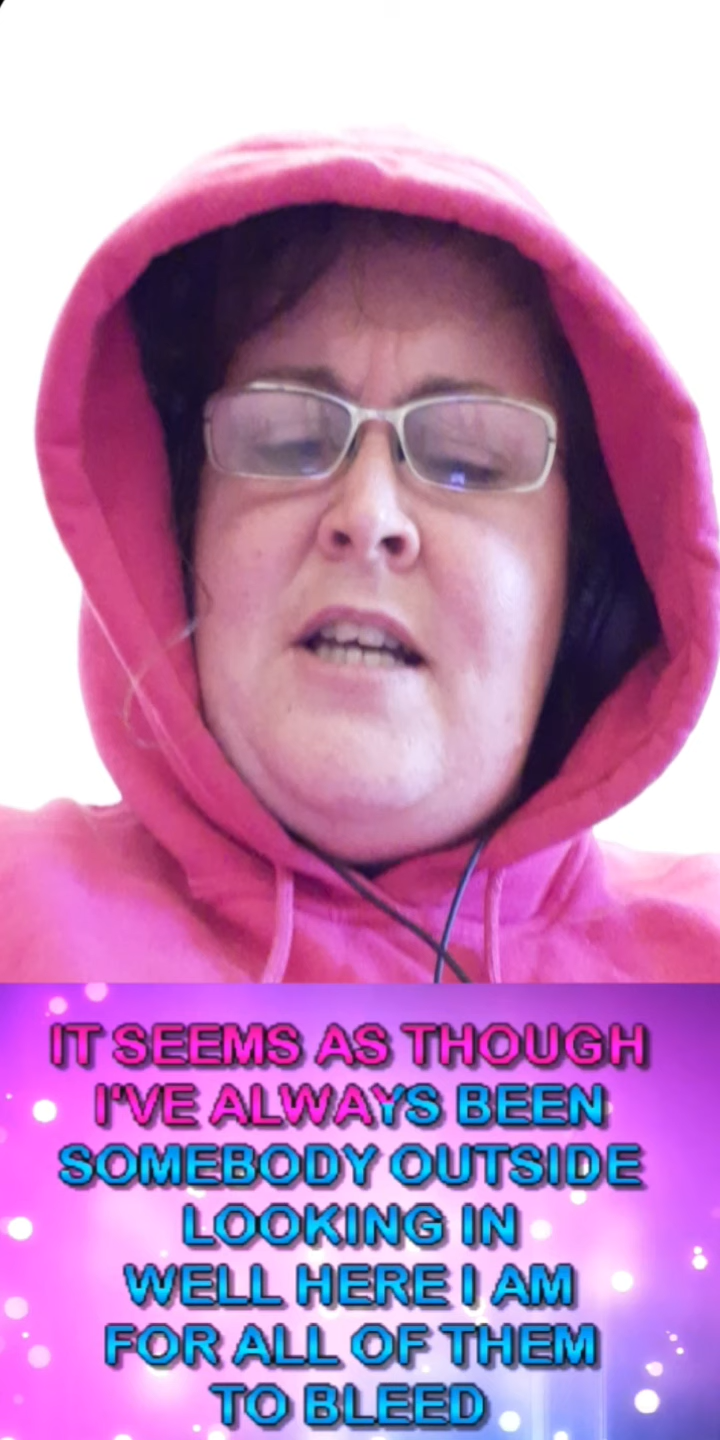 IT SEEMS AS THOUGH
I'VE ALWAYS BEEN
SOMEBODY OUTSIDE
LOOKING IN
WELL HERE I AM
FOR ALL OF THEM
TO BLEED